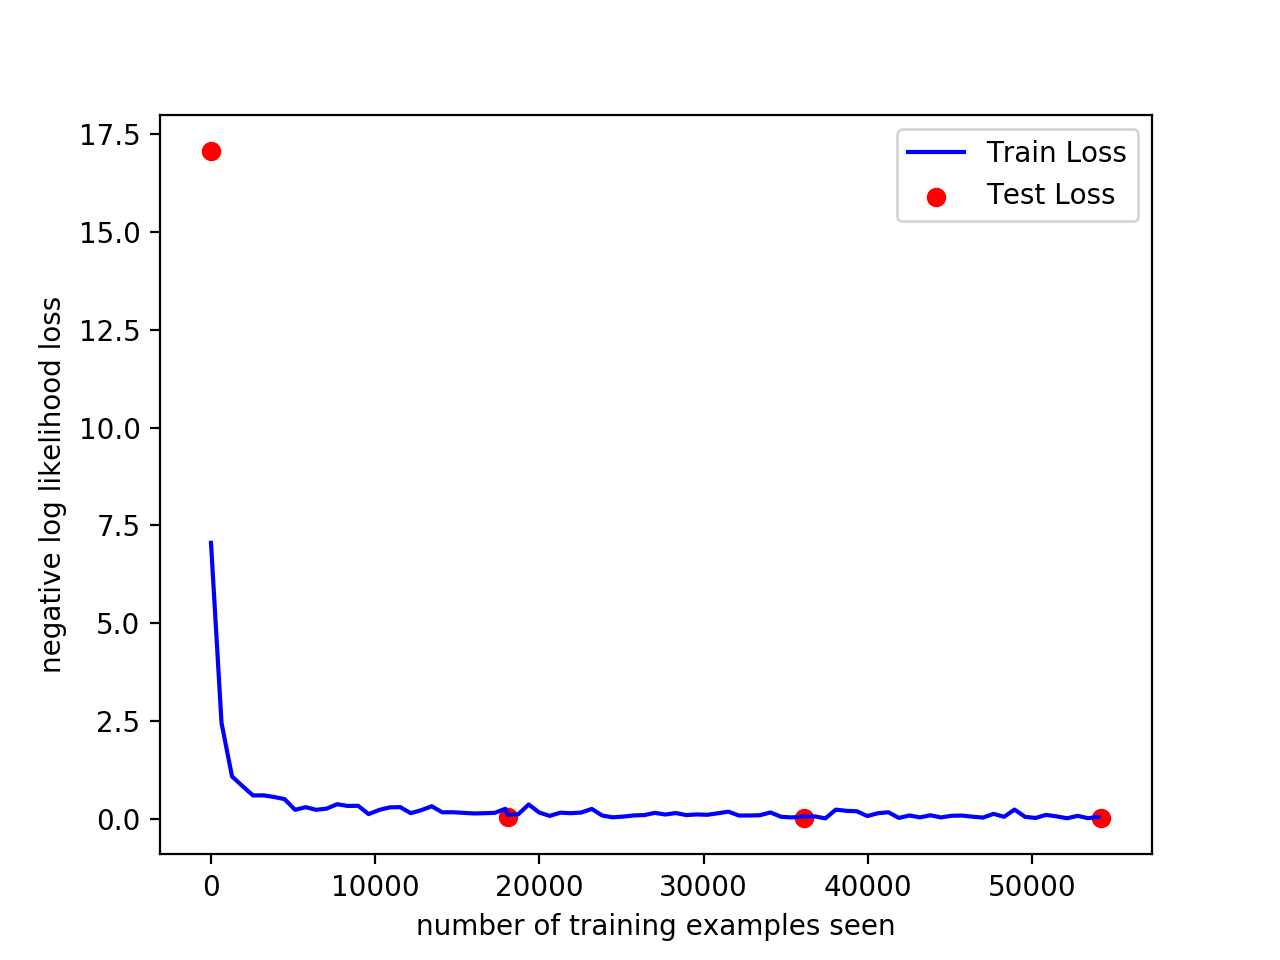 17.5
15.0
12.5
10.0
7.5
5.0
2.5
0.0
negative log likelihood loss
Train Loss
Test Loss
0 10000 20000 30000 40000 50000
number of training examples seen